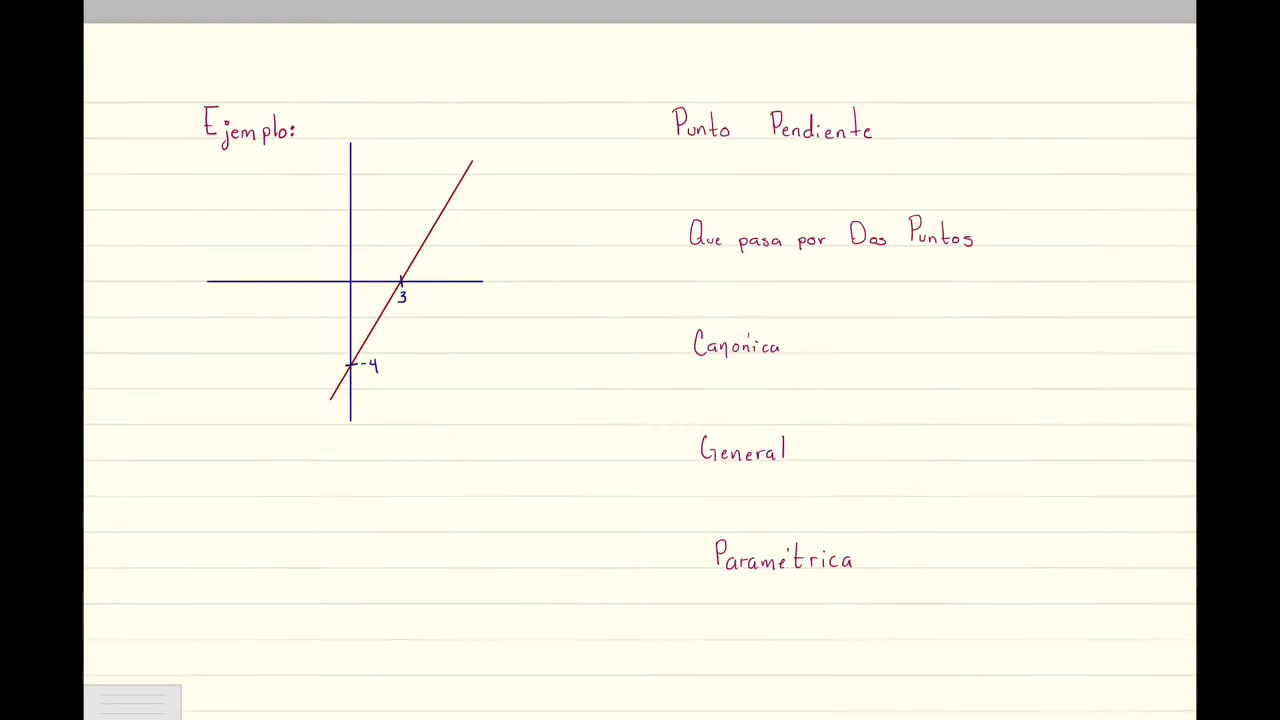 Ejemplo:
3
-4
Punto Pendiente
Que pasa por Dos Puntos
Canónica
General
Paramétrica